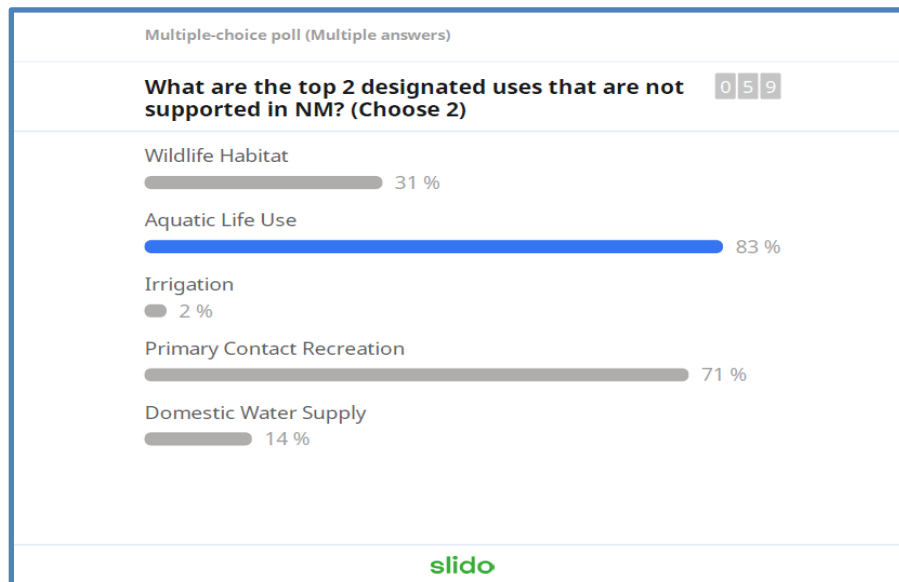 Multiple-choice poll (Multiple answers)
What are the top 2 designated uses that are not
supported in NM? (Choose 2)
0 5 9
Wildlife Habitat
31 %
Aquatic Life Use
83 %
Irrigation
2 %
Primary Contact Recreation
71 %
Domestic Water Supply
14 %
slido